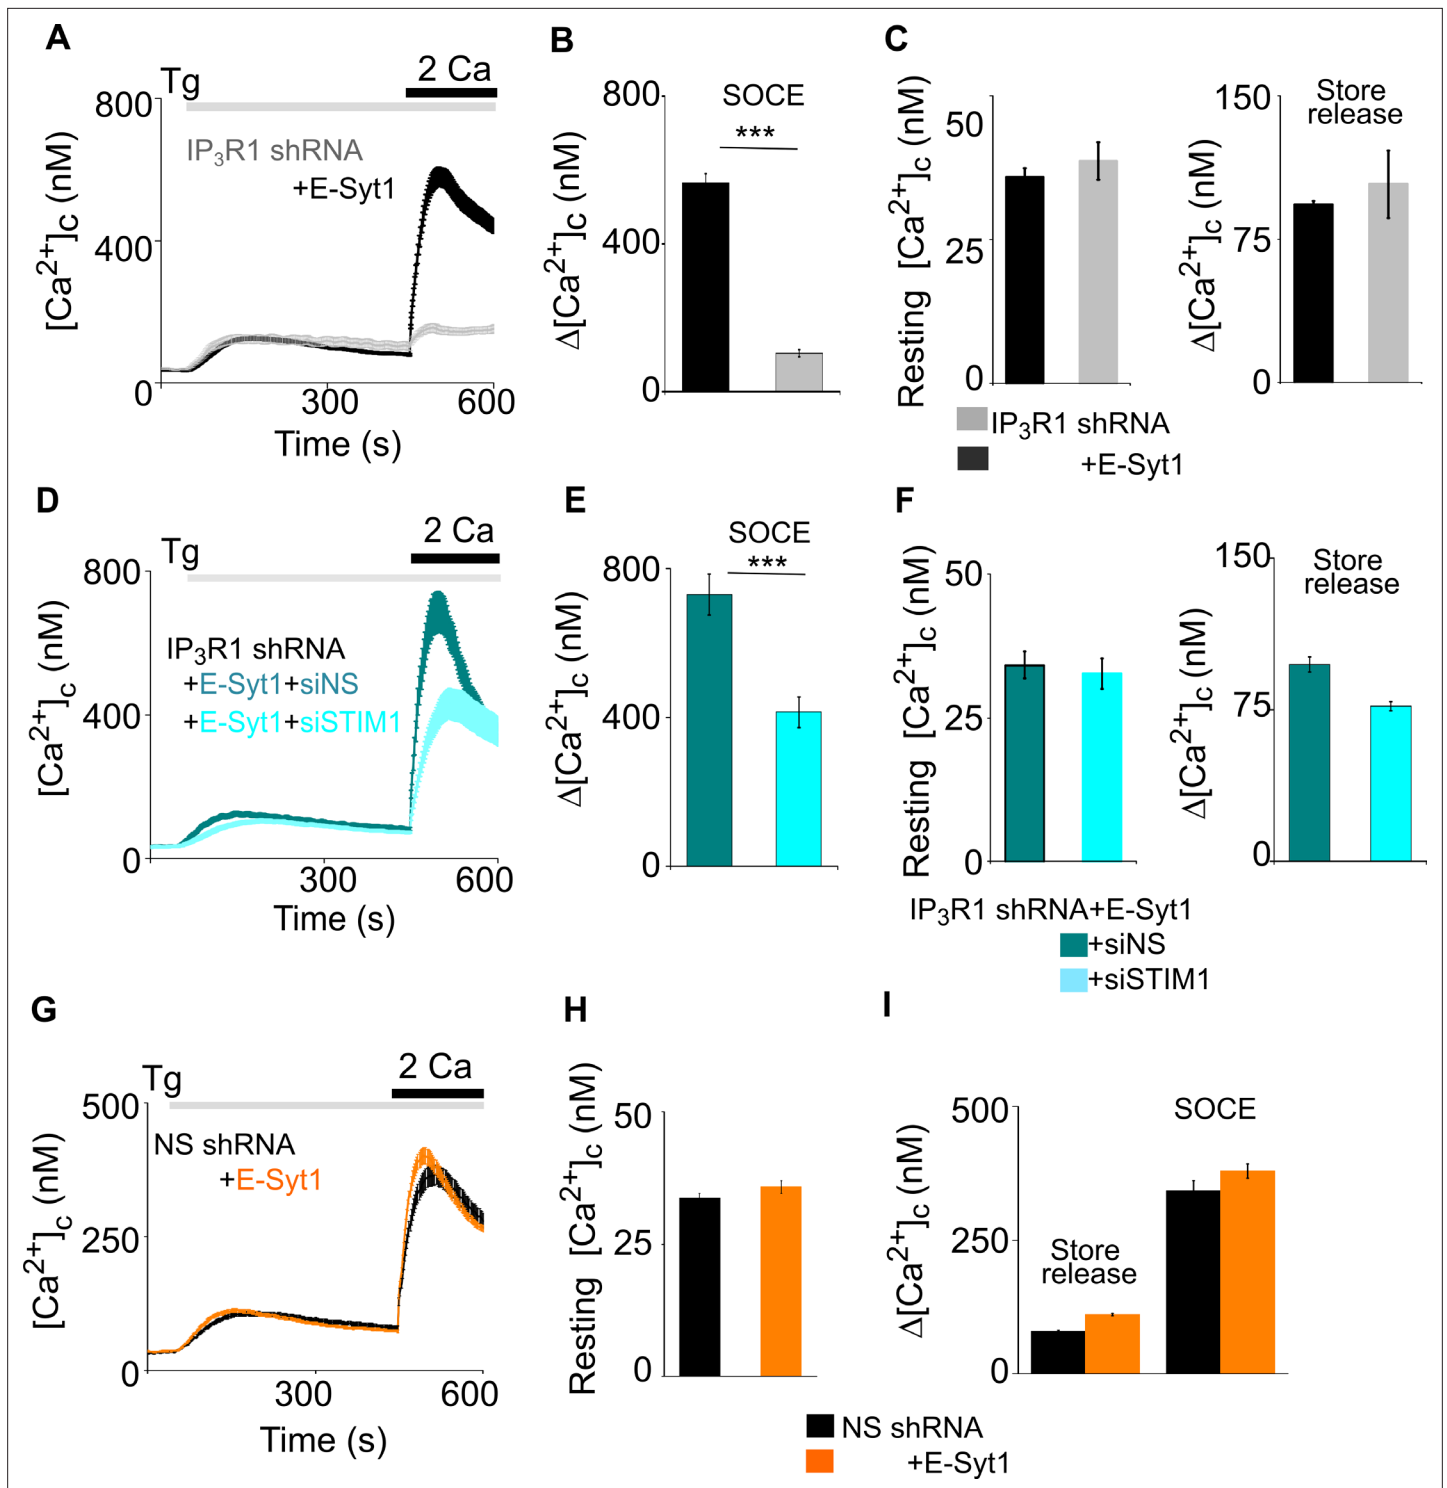 A
Tg
2 Ca
800
400
0
[Ca2+]C (nM)
IP3R1 shRNA
+E-Syt1
300
600
Time (s)
B
800
400
0
Δ[Ca2+]C (nM)
SOCE
***
C
50
25
0
Resting [Ca2+]C (nM)
150
75
0
Δ[Ca2+]C (nM)
Store
release
IP3R1 shRNA
+E-Syt1
D
Tg
2 Ca
800
400
0
[Ca2+]C (nM)
IP3R1 shRNA
+E-Syt1+siNS
+E-Syt1+siSTIM1
300
600
Time (s)
E
800
400
0
Δ[Ca2+]C (nM)
SOCE
***
F
50
25
0
Resting [Ca2+]C (nM)
150
75
0
Δ[Ca2+]C (nM)
Store
release
IP3R1 shRNA+E-Syt1
+siNS
+siSTIM1
G
Tg
2 Ca
500
250
0
[Ca2+]C (nM)
NS shRNA
+E-Syt1
300
600
Time (s)
H
50
25
0
Resting [Ca2+]C (nM)
I
500
250
0
Δ[Ca2+]C (nM)
Store
release
SOCE
NS shRNA
+E-Syt1